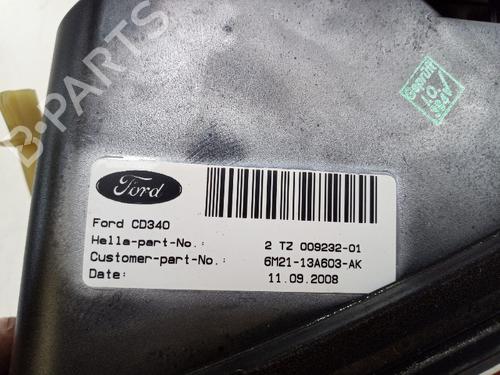 B-PARTS
Geprüft
i.O.
Ford
Ford CD340
Hella-part-No.: 2 TZ 009232-01
Customer-part-No.: 6M21-13A603-AK
Date: 11.09.2008